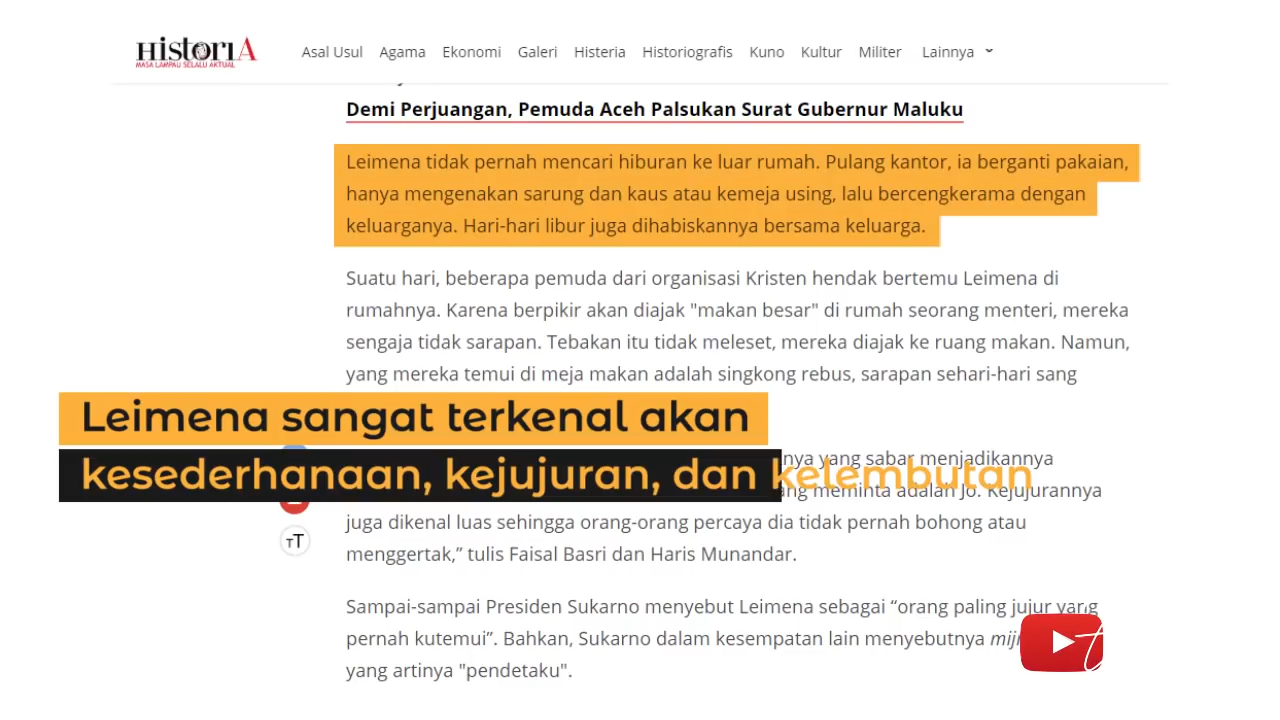 HistoriA
MASA LAMPAU SELALU AKTUAL
Asal Usul Agama Ekonomi Galeri Histeria Historiografis Kuno Kultur Militer Lainnya
Demi Perjuangan, Pemuda Aceh Palsukan Surat Gubernur Maluku
Leimena tidak pernah mencari hiburan ke luar rumah. Pulang kantor, ia berganti pakaian,
hanya mengenakan sarung dan kaus atau kemeja using, lalu bercengkerama dengan
keluarganya. Hari-hari libur juga dihabiskannya bersama keluarga.
Suatu hari, beberapa pemuda dari organisasi Kristen hendak bertemu Leimena di
rumahnya. Karena berpikir akan diajak "makan besar" di rumah seorang menteri, mereka
sengaja tidak sarapan. Tebakan itu tidak meleset, mereka diajak ke ruang makan. Namun,
yang mereka temui di meja makan adalah singkong rebus, sarapan sehari-hari sang
Leimena sangat terkenal akan
kesederhanaan, kejujuran, dan kelembutan
yang sabar menjadikannya
meminta adalah Jo. Kejujurannya
juga dikenal luas sehingga orang-orang percaya dia tidak pernah bohong atau
menggertak,” tulis Faisal Basri dan Haris Munandar.
TT
Sampai-sampai Presiden Sukarno menyebut Leimena sebagai “orang paling jujur yang
pernah kutemui”. Bahkan, Sukarno dalam kesempatan lain menyebutnya
yang artinya "pendetaku".